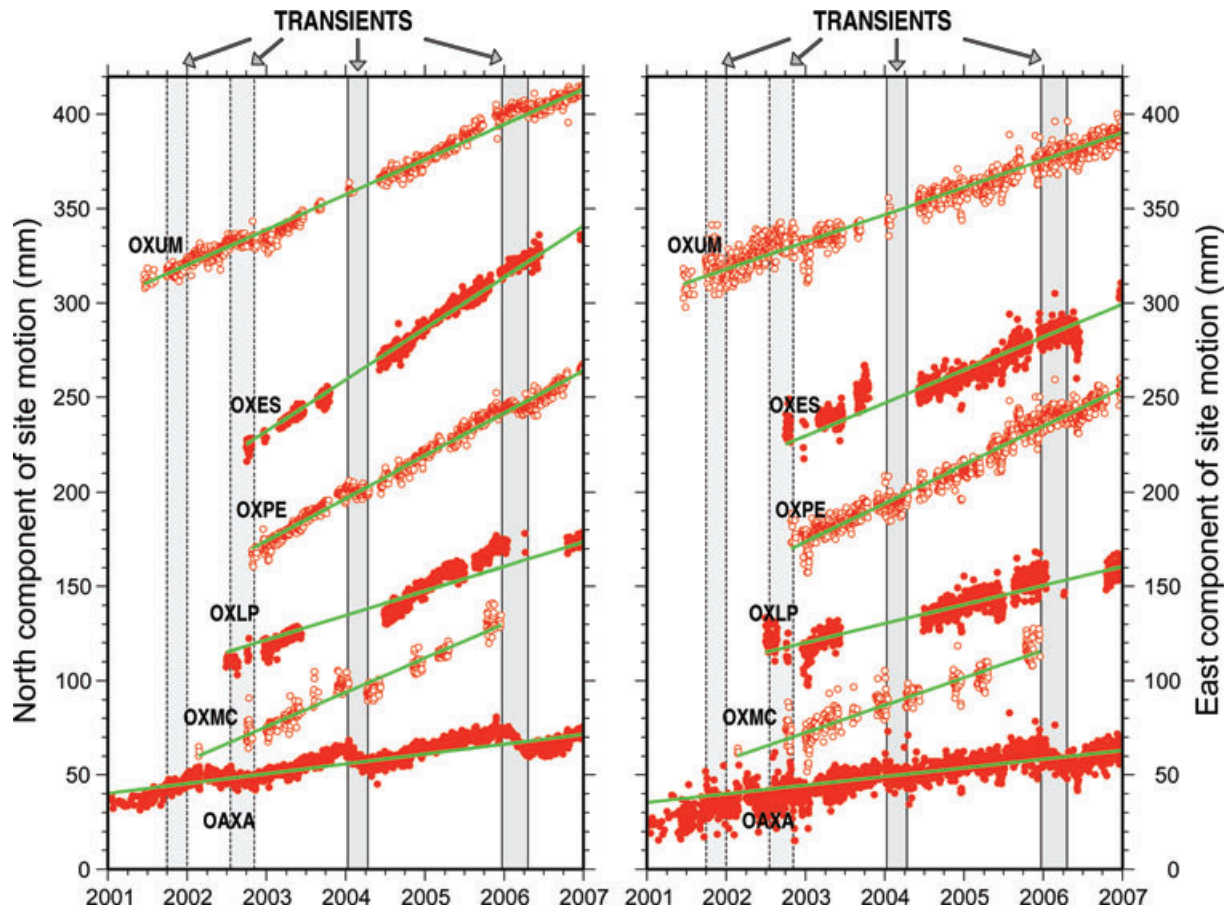 TRANSIENTS
TRANSIENTS
North component of site motion (mm)
400
350
300
250
200
150
100
50
0
OXUM
OXES
OXPE
OXLP
OXMC
OAXA
2001 2002 2003 2004 2005 2006 2007
OXUM
OXES
OXPE
OXLP
OXMC
OAXA
2001 2002 2003 2004 2005 2006 2007
400
350
300
250
200
150
100
50
0
East component of site motion (mm)